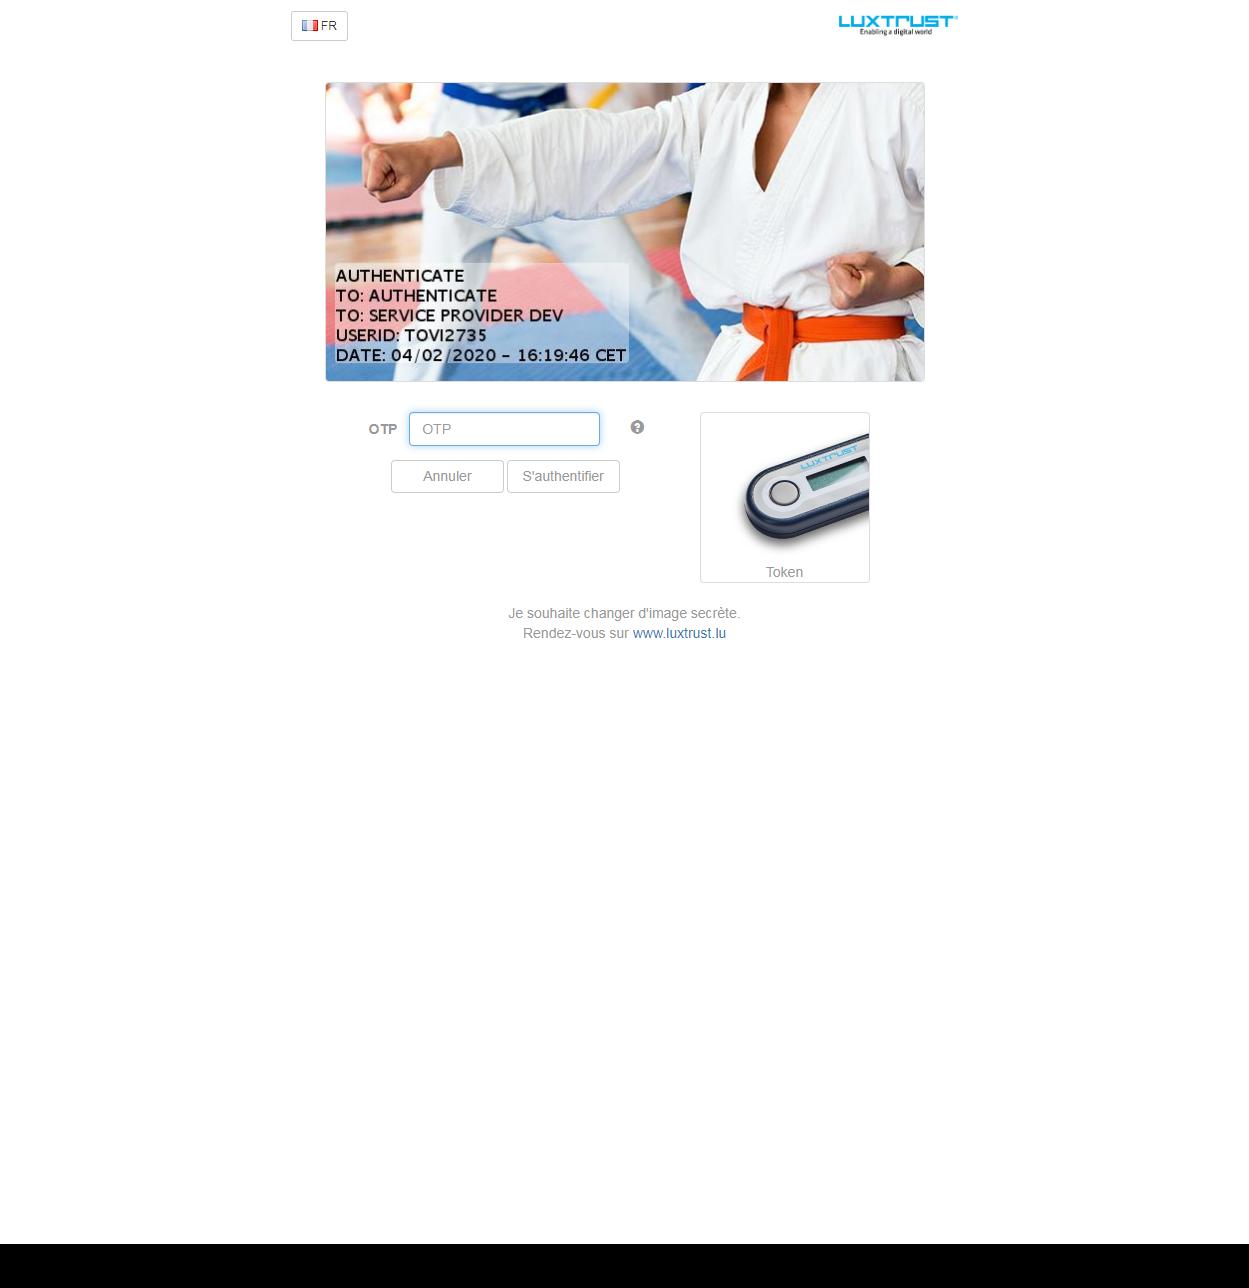 FR
LUXTRUST
Enabling a digital world
AUTHENTICATE
TO: AUTHENTICATE
TO: SERVICE PROVIDER DEV
USERID: TOVI2735
DATE: 04/02/2020 - 16:19:46 CET
OTP OTP
Annuler S'authentifier
LUXTRUST
Token
Je souhaite changer d'image secrète.
Rendez-vous sur www.luxtrust.lu